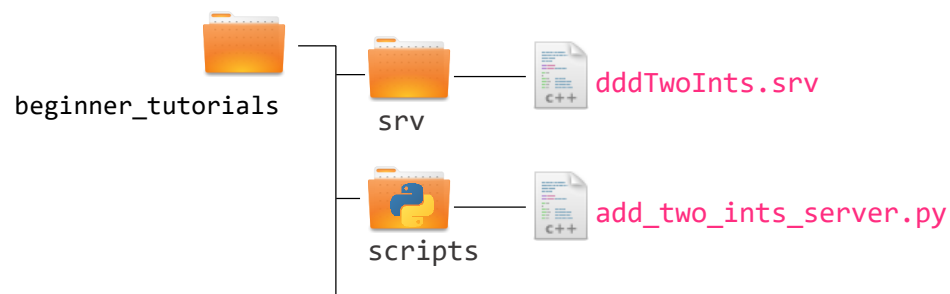 beginner_tutorials
srv
c++
dddTwoInts.srv
scripts
c++
add_two_ints_server.py